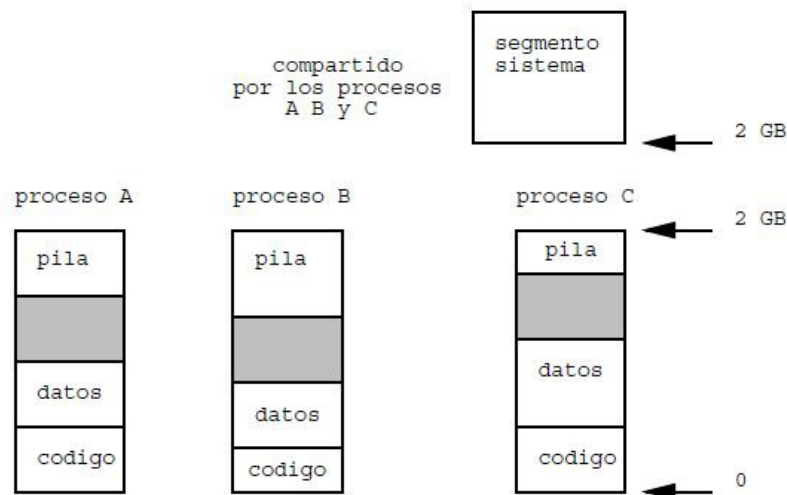 segmento
sistema
compartido
por los procesos
A B y C
2 GB
proceso A
proceso B
proceso C
2 GB
pila
pila
pila
datos
datos
datos
codigo
codigo
codigo
0